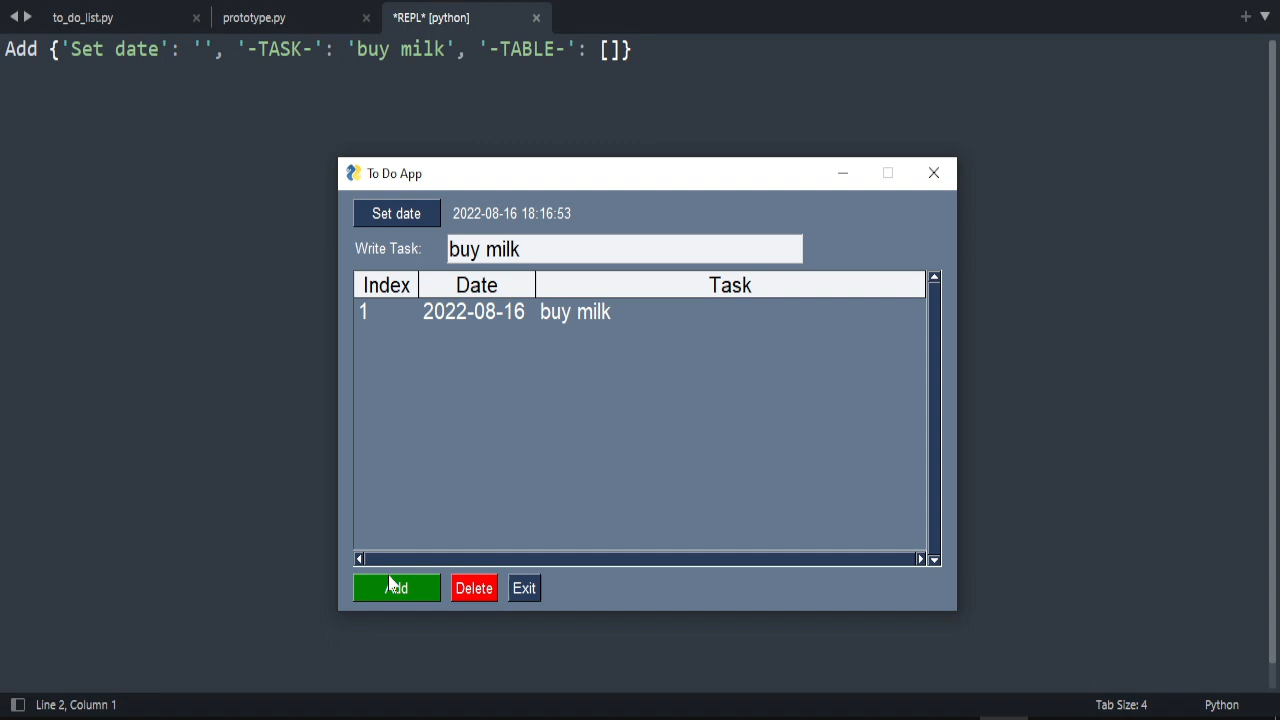 to_do_list.py
prototype.py
*REPL* [python]
Add {'Set date': '', '-TASK-': 'buy milk', '-TABLE-': []}
To Do App
Set date 2022-08-16 18:16:53
Write Task: buy milk
Index Date Task
1 2022-08-16 buy milk
Add Delete Exit
Line 2, Column 1 Tab Size: 4 Python